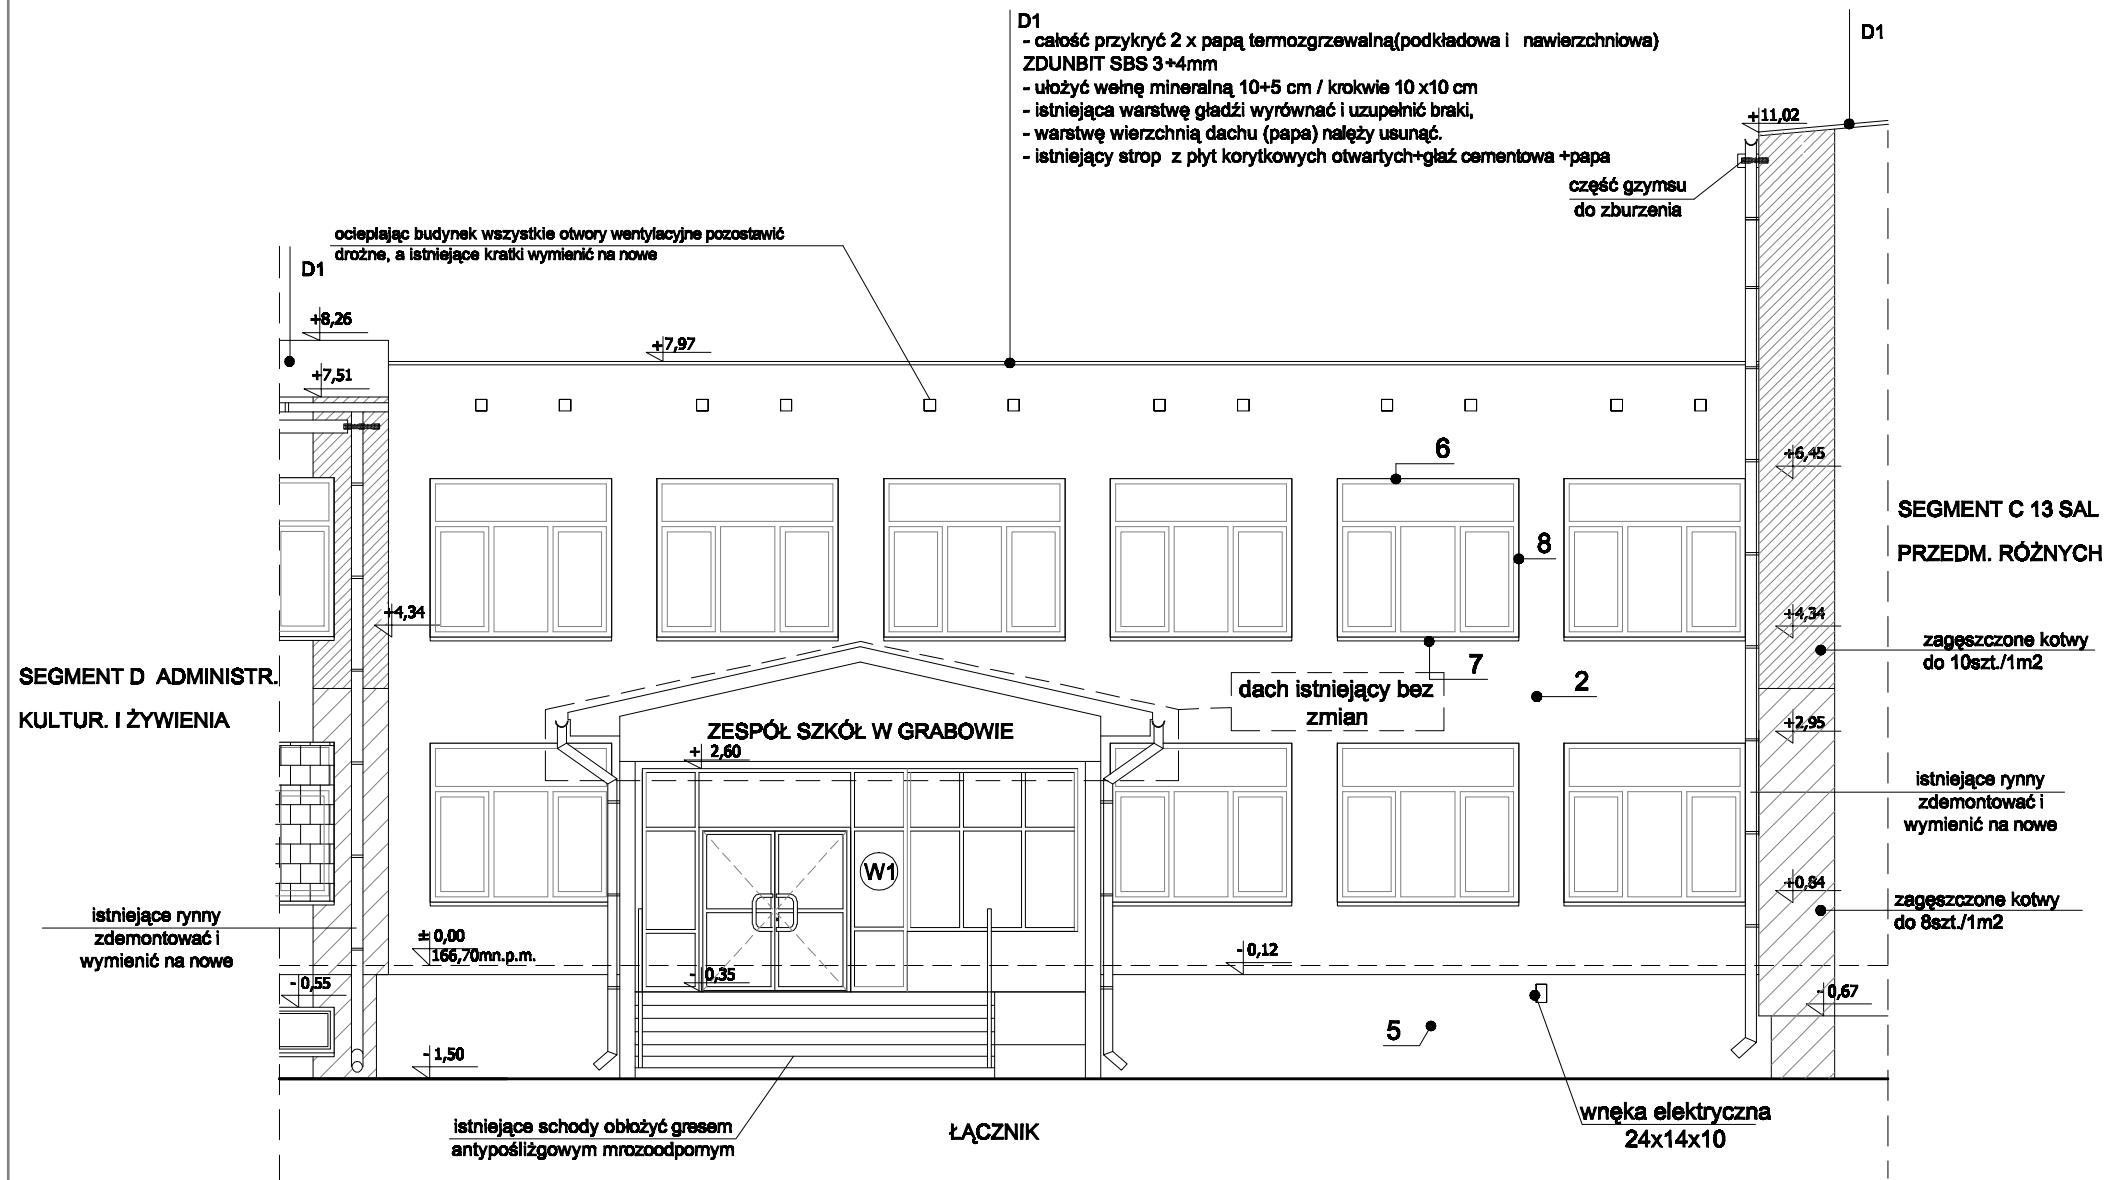 D1
- całość przykryć 2 x papą termozgrzewalną(podkładowa i nawierzchniowa)
ZDUNBIT SBS 3+4mm
- ułożyć wełnę mineralną 10+5 cm / krokwie 10 x10 cm
- istniejąca warstwę gładźi wyrównać i uzupełnić braki,
- warstwę wierzchnią dachu (papa) nalęży usunąć.
- istniejący strop z płyt korytkowych otwartych+głaź cementowa +papa
D1
+11,02
część gzymsu
do zburzenia
ocieplając budynek wszystkie otwory wentylacyjne pozostawić
drożne, a istniejące kratki wymienić na nowe
D1
+8,26
+7,97
+7,51
6
+6,45
8
SEGMENT C 13 SAL
PRZEDM. RÓŻNYCH
+4,34
+4,34
zagęszczone kotwy
do 10szt./1m2
7
2
SEGMENT D ADMINISTR.
KULTUR. I ŻYWIENIA
dach istniejący bez
zmian
ZESPÓŁ SZKÓŁ W GRABOWIE
+ 2,60
+2,95
istniejące rynny
zdemontować i
wymienić na nowe
W1
+0,84
zagęszczone kotwy
do 8szt./1m2
istniejące rynny
zdemontować i
wymienić na nowe
± 0,00
166,70mn.p.m.
- 0,12
- 0,35
- 0,55
- 0,67
5
- 1,50
istniejące schody obłożyć gresem
antypośliżgowym mrozoodpornym
ŁĄCZNIK
wnęka elektryczna
24x14x10